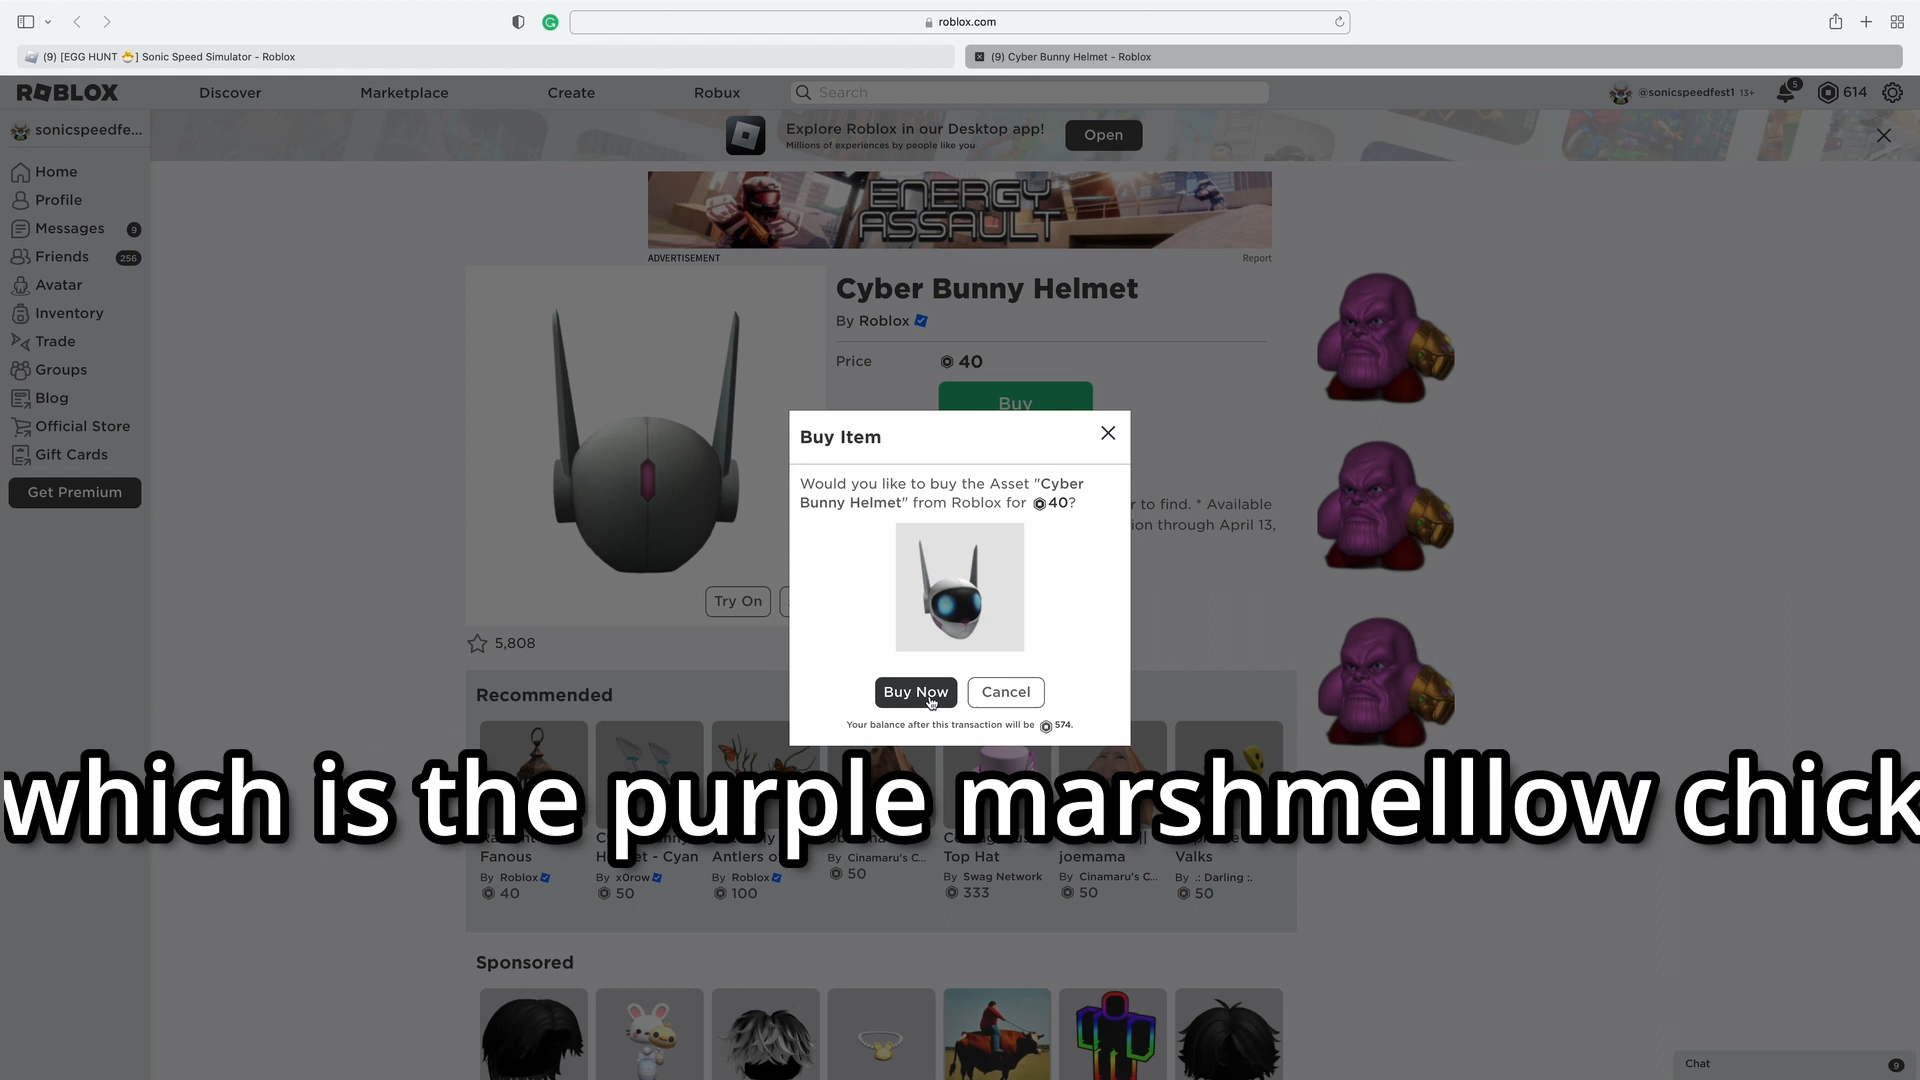 roblox.com
(9) [EGG HUNT 🐣] Sonic Speed Simulator - Roblox
(9) Cyber Bunny Helmet - Roblox
ROBLOX
Discover
Marketplace
Create
Robux
Search
@sonicspeedfest1 13+
5
614
sonicspeedfe...
Explore Roblox in our Desktop app!
Millions of experiences by people like you
Open
Home
Profile
Messages 9
Friends 256
Avatar
Inventory
Trade
Groups
Blog
Official Store
Gift Cards
Get Premium
ENERGY
ASSAULT
ADVERTISEMENT
Report
Cyber Bunny Helmet
By Roblox
Price 40
Buy
Buy Item
Would you like to buy the Asset "Cyber
Bunny Helmet" from Roblox for 40?
r to find. * Available
ion through April 13,
Try On
5,808
Buy Now
Cancel
Your balance after this transaction will be 574.
Recommended
which is the purple marshmelllow chick
Fanous
By Roblox
40
- Cyan
By x0row
50
Antlers o
By Roblox
100
By Cinamaru's C...
50
Top Hat
By Swag Network
333
joemama
By Cinamaru's C...
50
Valks
By .: Darling :.
50
Sponsored
Chat
9